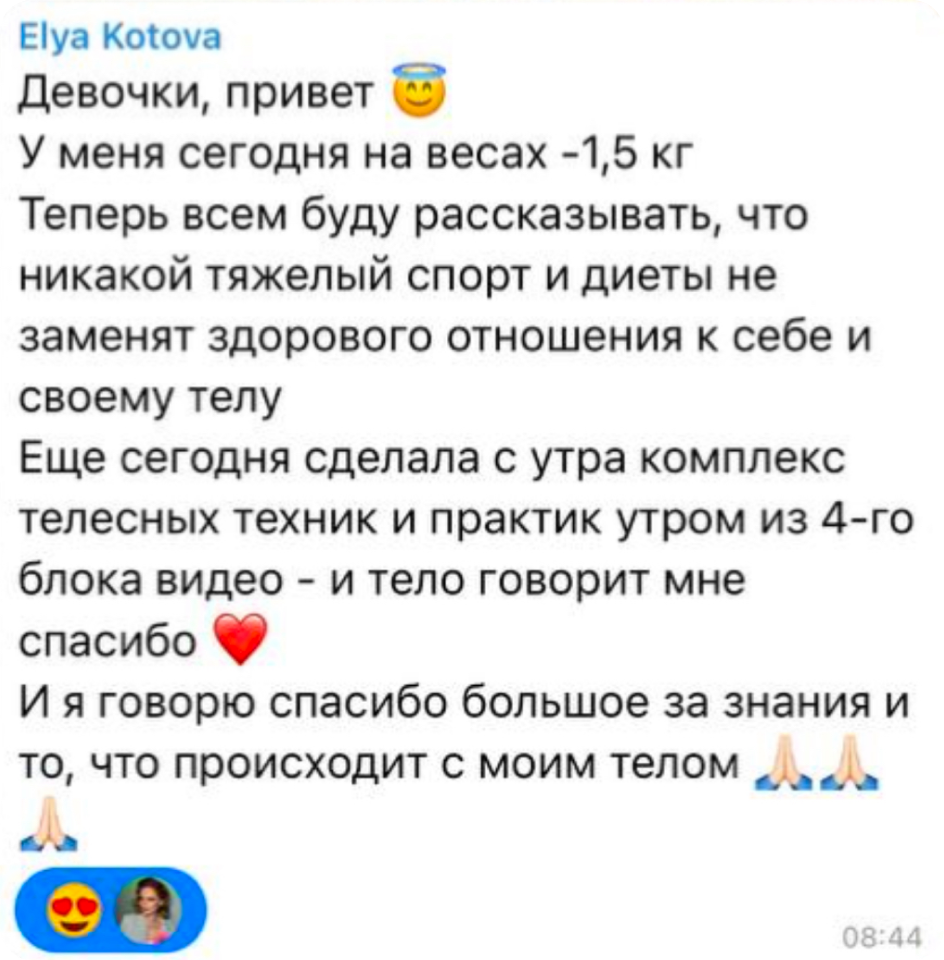 Elya Kotova
Девочки, привет 😇
У меня сегодня на весах -1,5 кг
Теперь всем буду рассказывать, что
никакой тяжелый спорт и диеты не
заменят здорового отношения к себе и
своему телу
Еще сегодня сделала с утра комплекс
телесных техник и практик утром из 4-го
блока видео - и тело говорит мне
спасибо ❤️
И я говорю спасибо большое за знания и
то, что происходит с моим телом 🙏🏻🙏🏻
🙏🏻
08:44